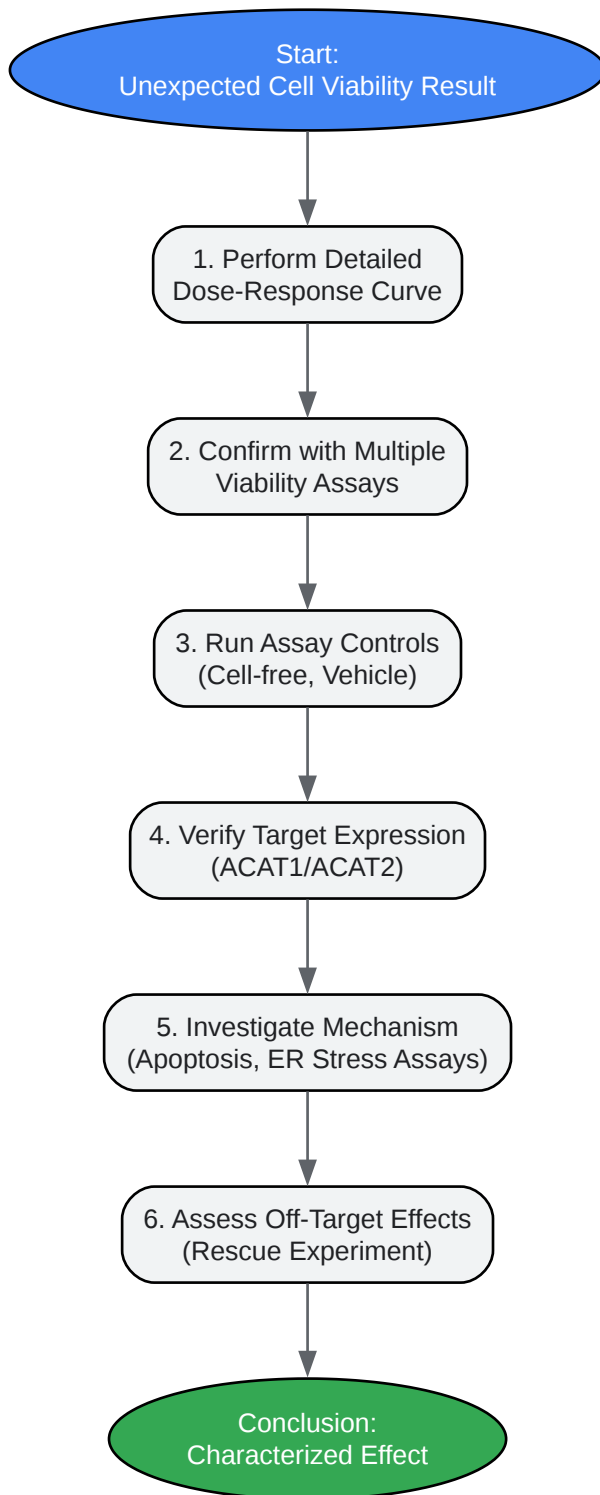 Start:
Unexpected Cell Viability Result
1. Perform Detailed
Dose-Response Curve
2. Confirm with Multiple
Viability Assays
3. Run Assay Controls
(Cell-free, Vehicle)
4. Verify Target Expression
(ACAT1/ACAT2)
5. Investigate Mechanism
(Apoptosis, ER Stress Assays)
6. Assess Off-Target Effects
(Rescue Experiment)
Conclusion:
Characterized Effect